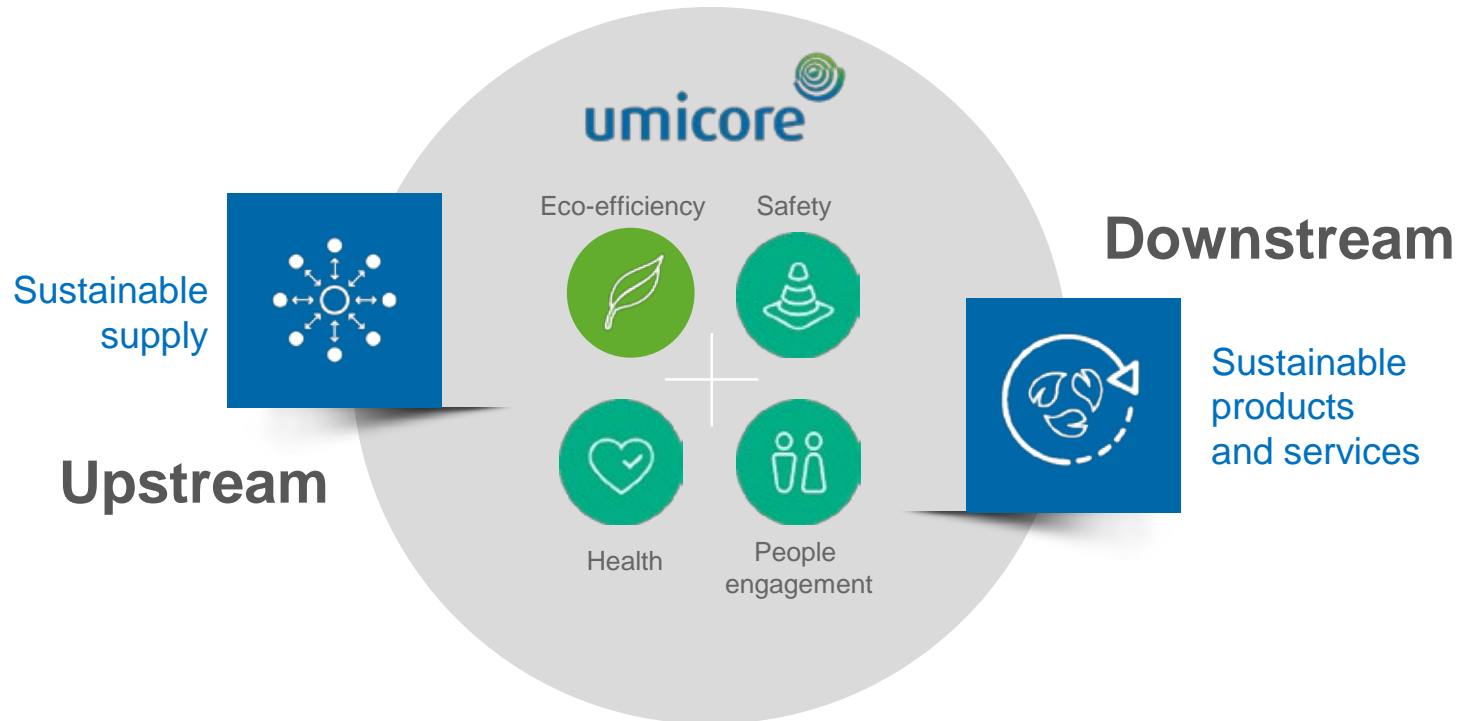 umicore
Eco-efficiency
Safety
Sustainable
supply
Upstream
Health
People
engagement
Downstream
Sustainable
products
and services